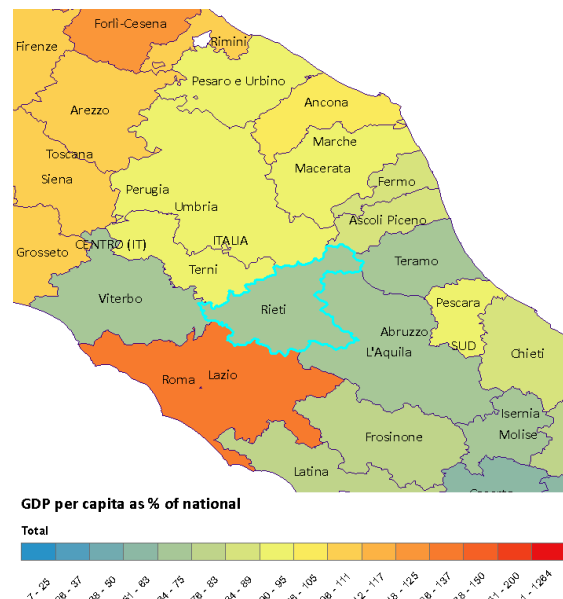 Forlì-Cesena
Firenze
Rimini
Pesaro e Urbino
Arezzo
Ancona
Toscana
Marche
Siena
Macerata
Perugia
Fermo
Umbria
Ascoli Piceno
Grosseto
CENTRO (IT)
ITALIA
Terni
Teramo
Viterbo
Rieti
Pescara
Abruzzo
SUD
L'Aquila
Chieti
Roma
Lazio
Isernia
Frosinone
Molise
Latina
GDP per capita as % of national
Total
7 - 25